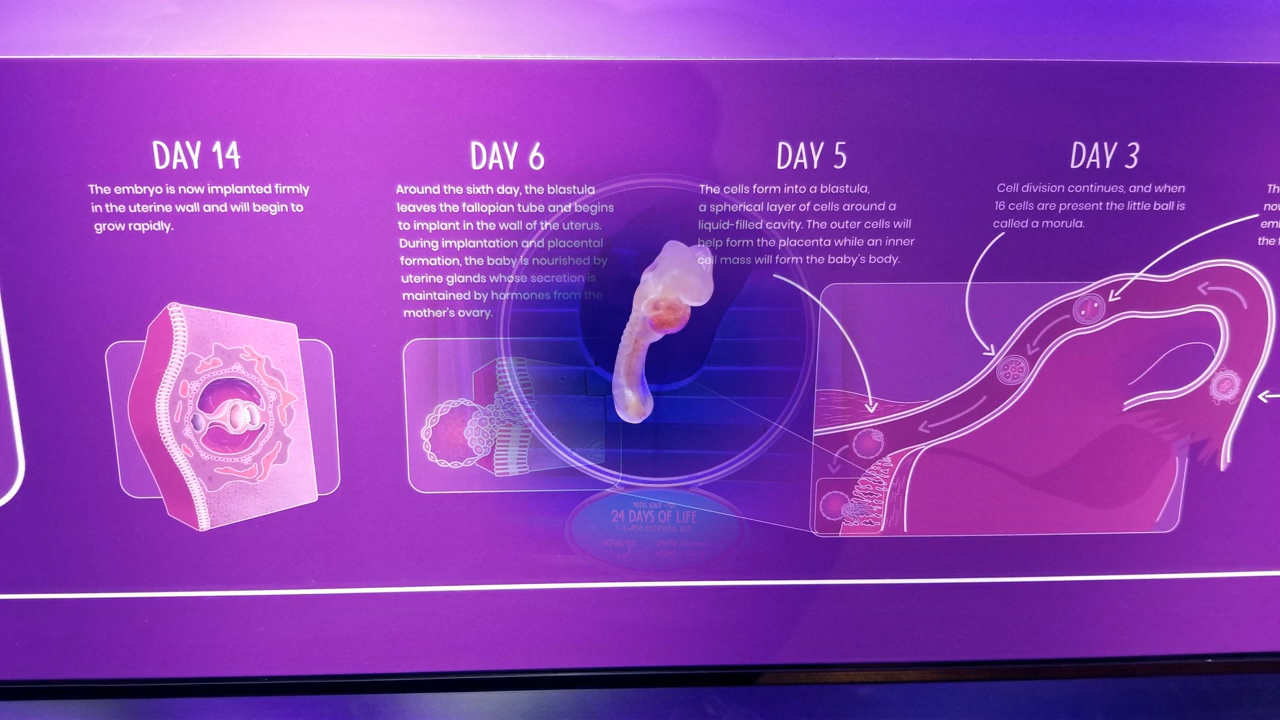 DAY 14
The embryo is now implanted firmly
in the uterine wall and will begin to
grow rapidly.
DAY 6
Around the sixth day, the blastula
leaves the fallopian tube and begins
to implant in the wall of the uterus.
During implantation and placental
formation, the baby is nourished by
uterine glands whose secretion is
maintained by hormones from the
mother's ovary.
DAY 5
The cells form into a blastula,
a spherical layer of cells around a
liquid-filled cavity. The outer cells will
help form the placenta while an inner
cell mass will form the baby's body.
DAY 3
Cell division continues, and when
16 cells are present the little ball is
called a morula.
Th
now
the
24 DAYS OF LIFE